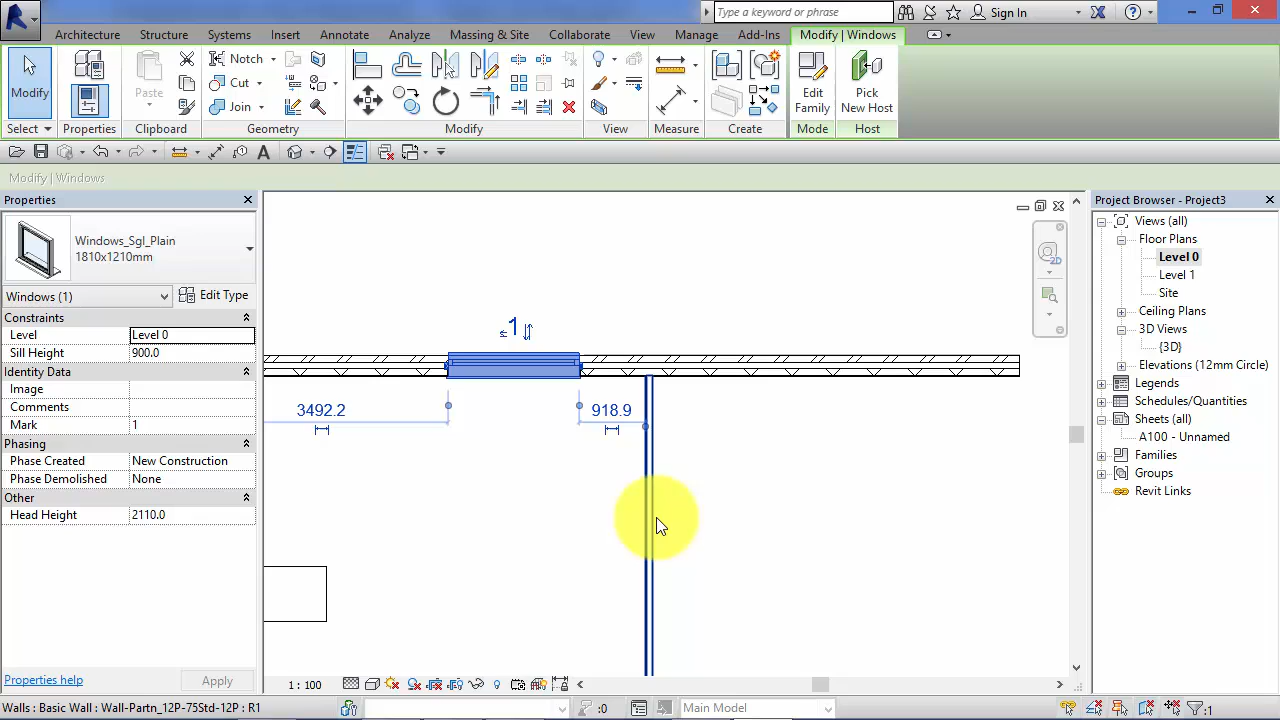 Type a keyword or phrase
Sign In
Architecture Structure Systems Insert Annotate Analyze Massing & Site Collaborate View Manage Add-Ins Modify | Windows
Modify
Select
Properties
Paste
Clipboard
Notch
Cut
Join
Geometry
Modify
View
Measure
Create
Edit
Family
Mode
Pick
New Host
Host
Modify | Windows
Properties
Windows_Sgl_Plain
1810x1210mm
Windows (1)
Edit Type
Constraints
Level Level 0
Sill Height 900.0
Identity Data
Image
Comments
Mark 1
Phasing
Phase Created New Construction
Phase Demolished None
Other
Head Height 2110.0
Properties help
Apply
2D
1
3492.2
918.9
1 : 100
Project Browser - Project3
Views (all)
Floor Plans
Level 0
Level 1
Site
Ceiling Plans
3D Views
{3D}
Elevations (12mm Circle)
Legends
Schedules/Quantities
Sheets (all)
A100 - Unnamed
Families
Groups
Revit Links
Walls : Basic Wall : Wall-Partn_12P-75Std-12P : R1
:0
Main Model
:1